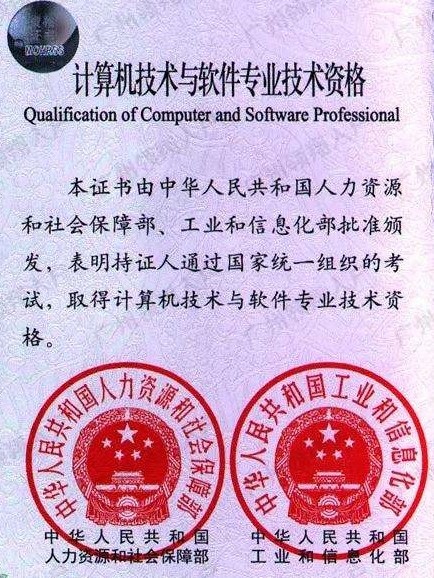 MOHRSS
计算机技术与软件专业技术资格
Qualification of Computer and Software Professional
本证书由中华人民共和国人力资源
和社会保障部、工业和信息化部批准颁
发，表明持证人通过国家统一组织的考
试，取得计算机技术与软件专业技术资
格。
中华人民共和国人力资源和社会保障部
中华人民共和国工业和信息化部
中华人民共和国
人力资源和社会保障部
中华人民共和国
工业和信息化部